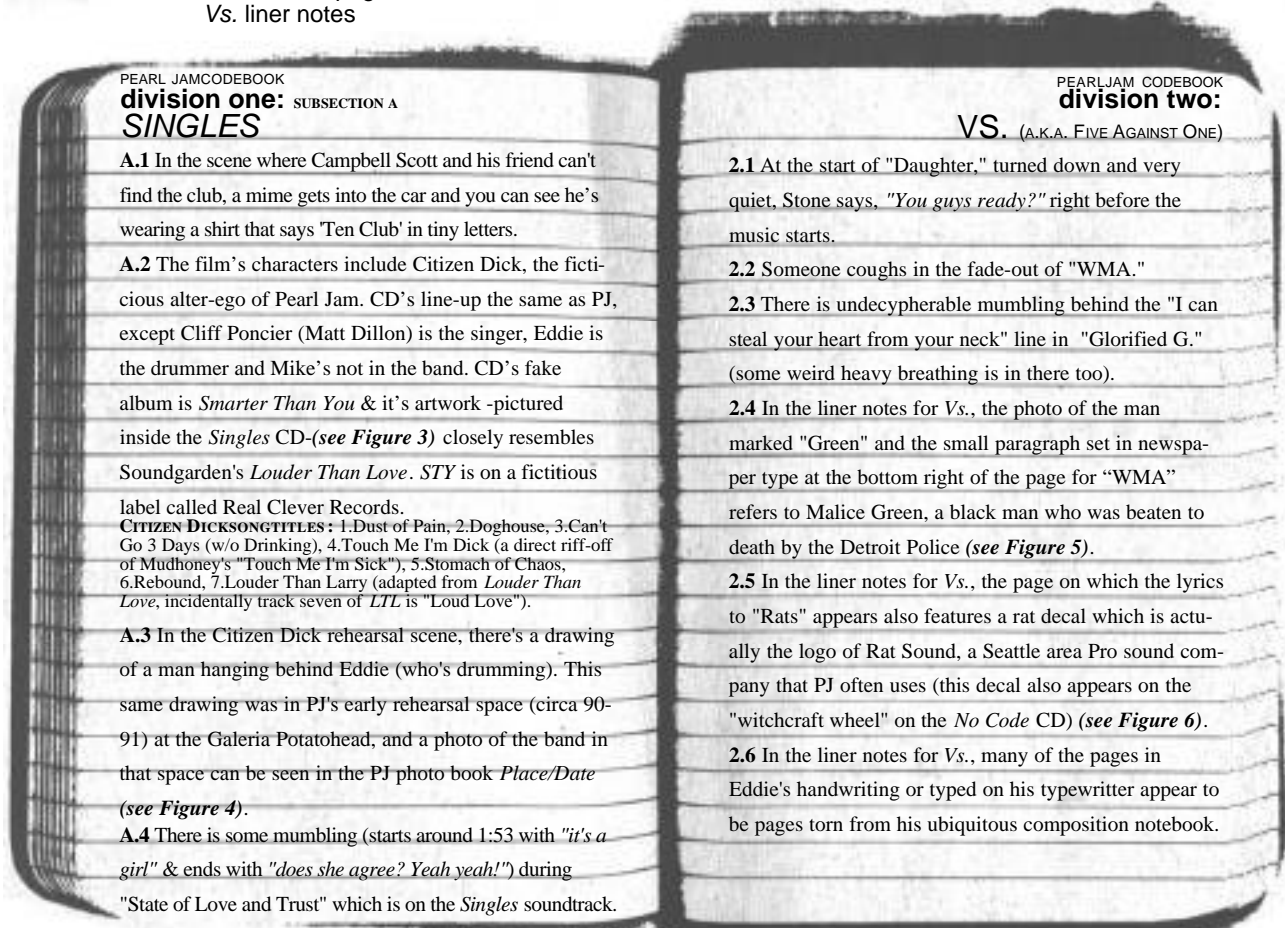 Vs. liner notes
PEARL JAMCODEBOOK
division one: SUBSECTION A
SINGLES
A.1 In the scene where Campbell Scott and his friend can't
find the club, a mime gets into the car and you can see he's
wearing a shirt that says 'Ten Club' in tiny letters.
A.2 The film's characters include Citizen Dick, the ficti-
cious alter-ego of Pearl Jam. CD's line-up the same as PJ,
except Cliff Poncier (Matt Dillon) is the singer, Eddie is
the drummer and Mike's not in the band. CD's fake
album is Smarter Than You & it's artwork -pictured
inside the Singles CD-(see Figure 3) closely resembles
Soundgarden's Louder Than Love. STY is on a fictitious
label called Real Clever Records.
CITIZEN DICKSONGTITLES: 1.Dust of Pain, 2.Doghouse, 3.Can't
Go 3 Days (w/o Drinking), 4.Touch Me I'm Dick (a direct riff-off
of Mudhoney's "Touch Me I'm Sick"), 5.Stomach of Chaos,
6.Rebound, 7.Louder Than Larry (adapted from Louder Than
Love, incidentally track seven of LTL is "Loud Love").
A.3 In the Citizen Dick rehearsal scene, there's a drawing
of a man hanging behind Eddie (who's drumming). This
same drawing was in PJ's early rehearsal space (circa 90-
91) at the Galeria Potatohead, and a photo of the band in
that space can be seen in the PJ photo book Place/Date
(see Figure 4).
A.4 There is some mumbling (starts around 1:53 with "it's a
girl" & ends with "does she agree? Yeah yeah!") during
"State of Love and Trust" which is on the Singles soundtrack.
PEARLJAM CODEBOOK
division two:
VS. (A.K.A. FIVE AGAINST ONE)
2.1 At the start of "Daughter," turned down and very
quiet, Stone says, "You guys ready?" right before the
music starts.
2.2 Someone coughs in the fade-out of "WMA."
2.3 There is undecypherable mumbling behind the "I can
steal your heart from your neck" line in "Glorified G."
(some weird heavy breathing is in there too).
2.4 In the liner notes for Vs., the photo of the man
marked "Green" and the small paragraph set in newspa-
per type at the bottom right of the page for “WMA”
refers to Malice Green, a black man who was beaten to
death by the Detroit Police (see Figure 5).
2.5 In the liner notes for Vs., the page on which the lyrics
to "Rats" appears also features a rat decal which is actu-
ally the logo of Rat Sound, a Seattle area Pro sound com-
pany that PJ often uses (this decal also appears on the
"witchcraft wheel" on the No Code CD) (see Figure 6).
2.6 In the liner notes for Vs., many of the pages in
Eddie's handwriting or typed on his typewritter appear to
be pages torn from his ubiquitous composition notebook.